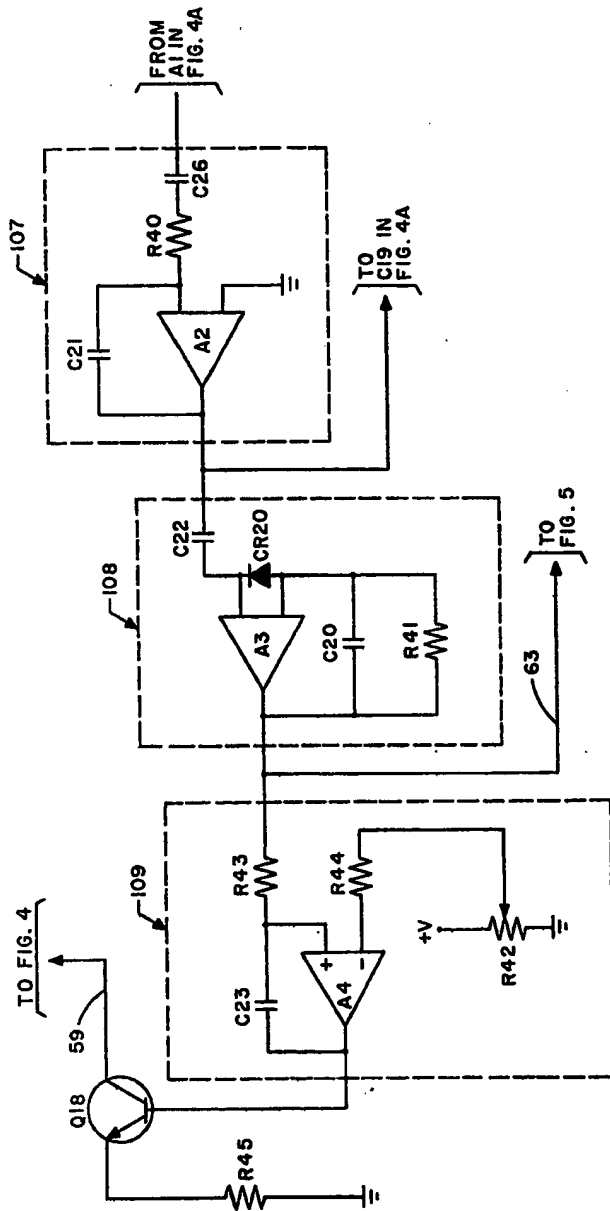 FROM
A1 IN
FIG. 4A
107
C26
R40
C21
A2
TO
C19 IN
FIG. 4A
108
C22
CR20
A3
C20
R41
TO
FIG. 5
63
109
R43
R44
C23
+
-
A4
+V
R42
TO FIG. 4
59
Q18
R45